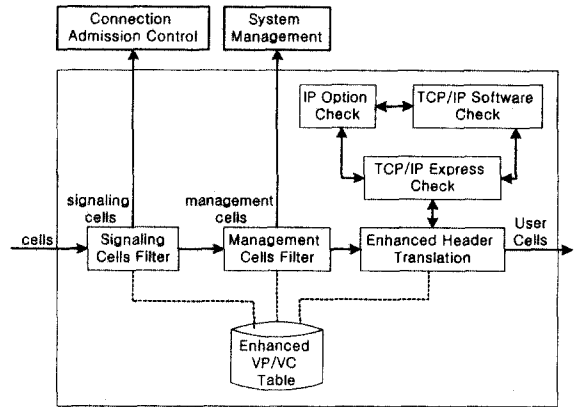 Connection
Admission Control
System
Management
IP Option
Check
TCP/IP Software
Check
TCP/IP Express
Check
signaling
cells
management
cells
User
Cells
cells
Signaling
Cells Filter
Management
Cells Filter
Enhanced Header
Translation
Enhanced
VP/VC
Table